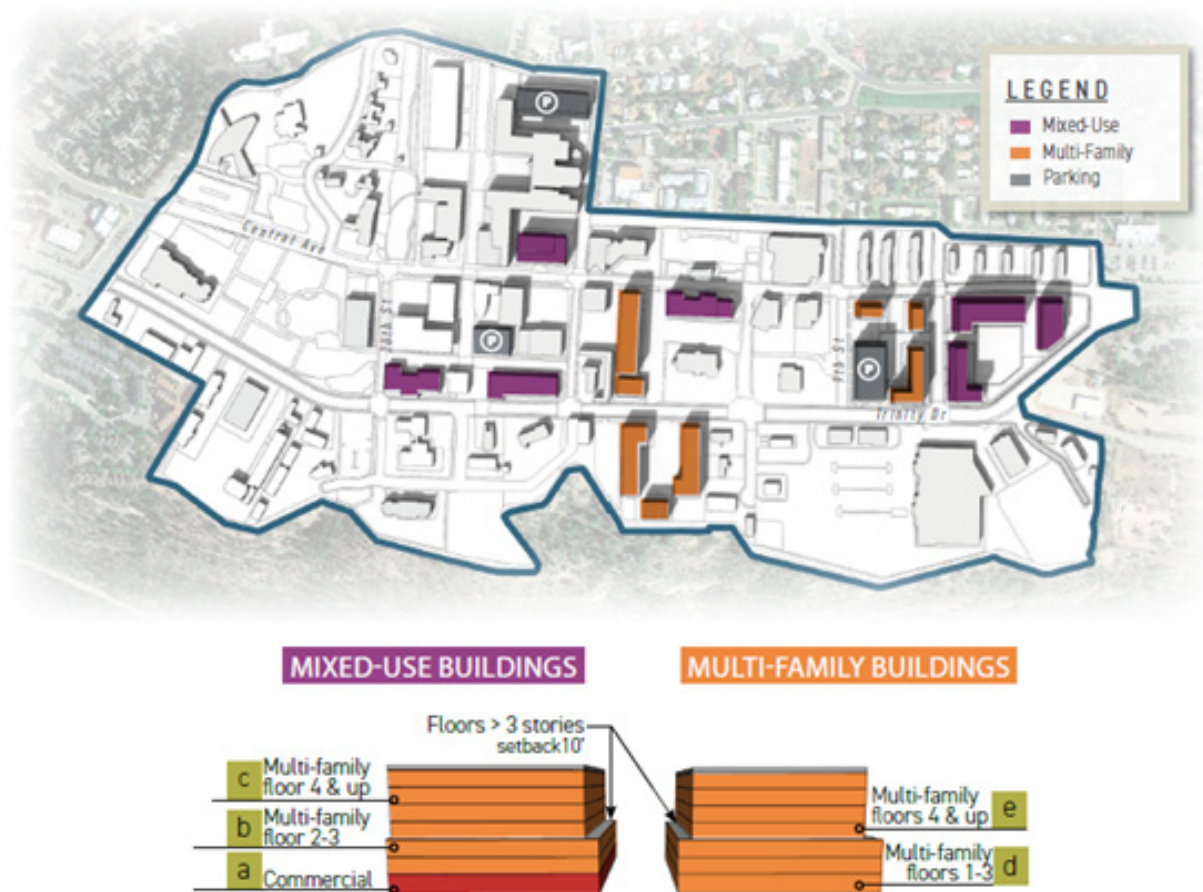 LEGEND
Mixed-Use
Multi-Family
Parking
P
Central Ave
P
9th St
P
Trinity Dr
MIXED-USE BUILDINGS
MULTI-FAMILY BUILDINGS
Floors > 3 stories
setback10'
c Multi-family
floor 4 & up
b Multi-family
floor 2-3
a Commercial
Multi-family
floors 4 & up e
Multi-family
floors 1-3 d